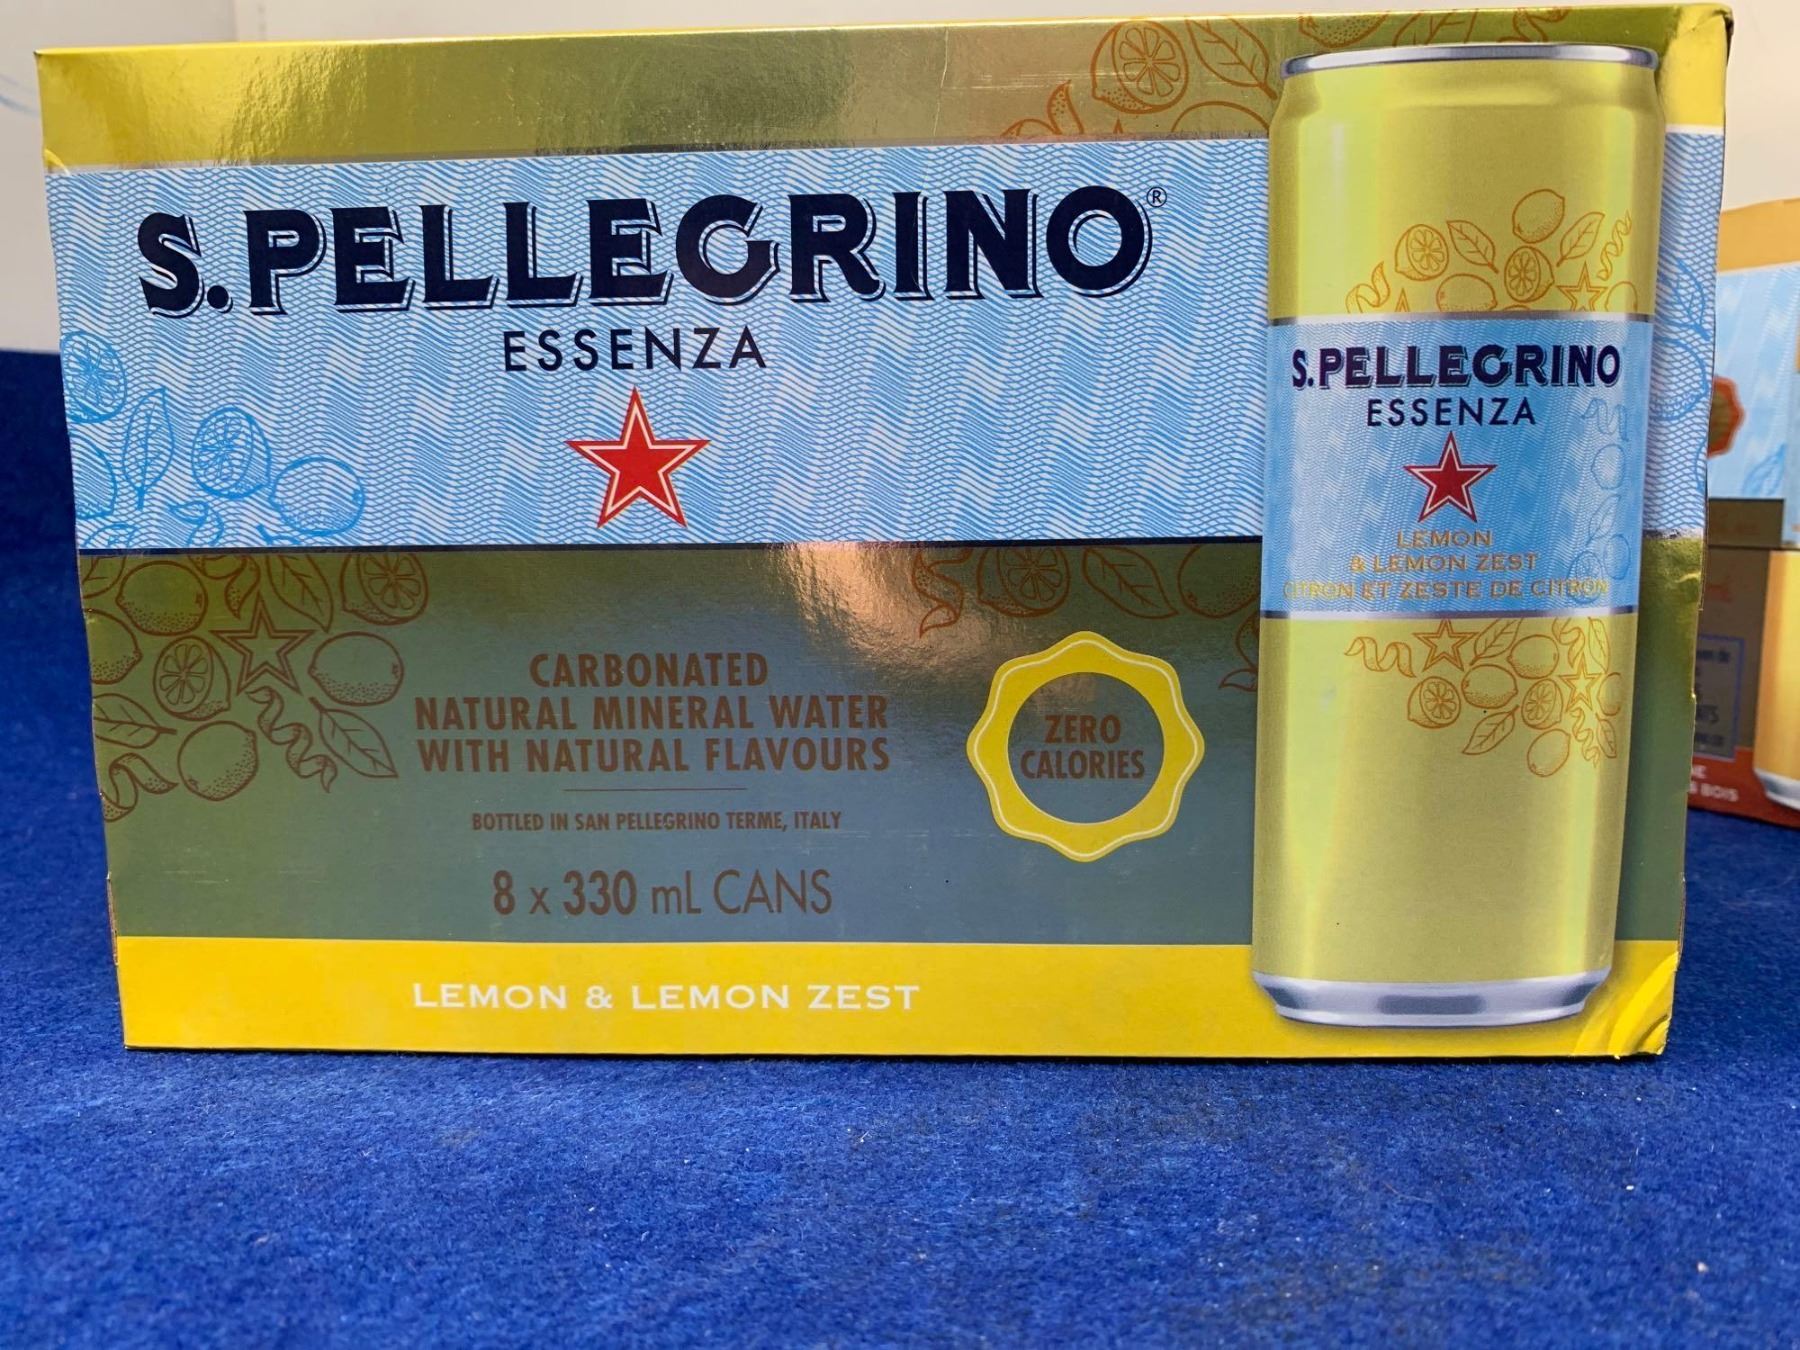 S.PELLEGRINO®
ESSENZA
CARBONATED
NATURAL MINERAL WATER
WITH NATURAL FLAVOURS
BOTTLED IN SAN PELLEGRINO TERME, ITALY
8 x 330 mL CANS
ZERO
CALORIES
LEMON & LEMON ZEST
S.PELLEGRINO
ESSENZA
LEMON
& LEMON ZEST
CITRON ET ZESTE DE CITRON
BOIS